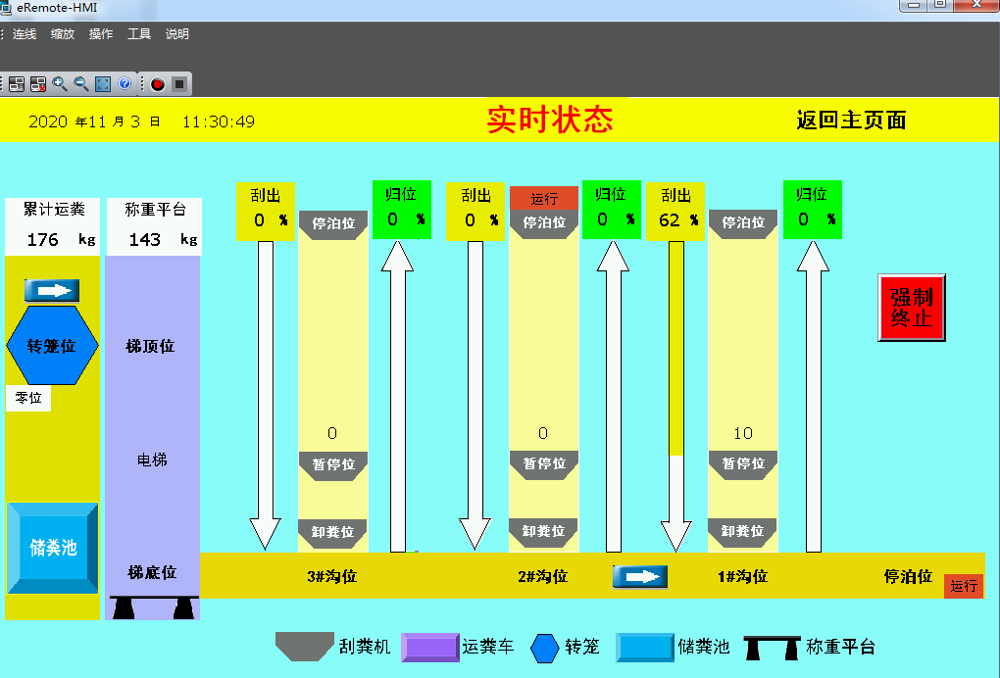 eRemote-HMI
连线 缩放 操作 工具 说明
2020 年 11 月 3 日 11:30:49
实时状态
返回主页面
累计运粪
176 kg
称重平台
143 kg
刮出
0 %
归位
0 %
刮出
0 %
运行
归位
0 %
刮出
62 %
归位
0 %
停泊位
停泊位
停泊位
强制
终止
转笼位
梯顶位
零位
0
0
10
电梯
暂停位
暂停位
暂停位
卸粪位
卸粪位
卸粪位
储粪池
梯底位
3#沟位
2#沟位
1#沟位
停泊位
运行
刮粪机
运粪车
转笼
储粪池
称重平台